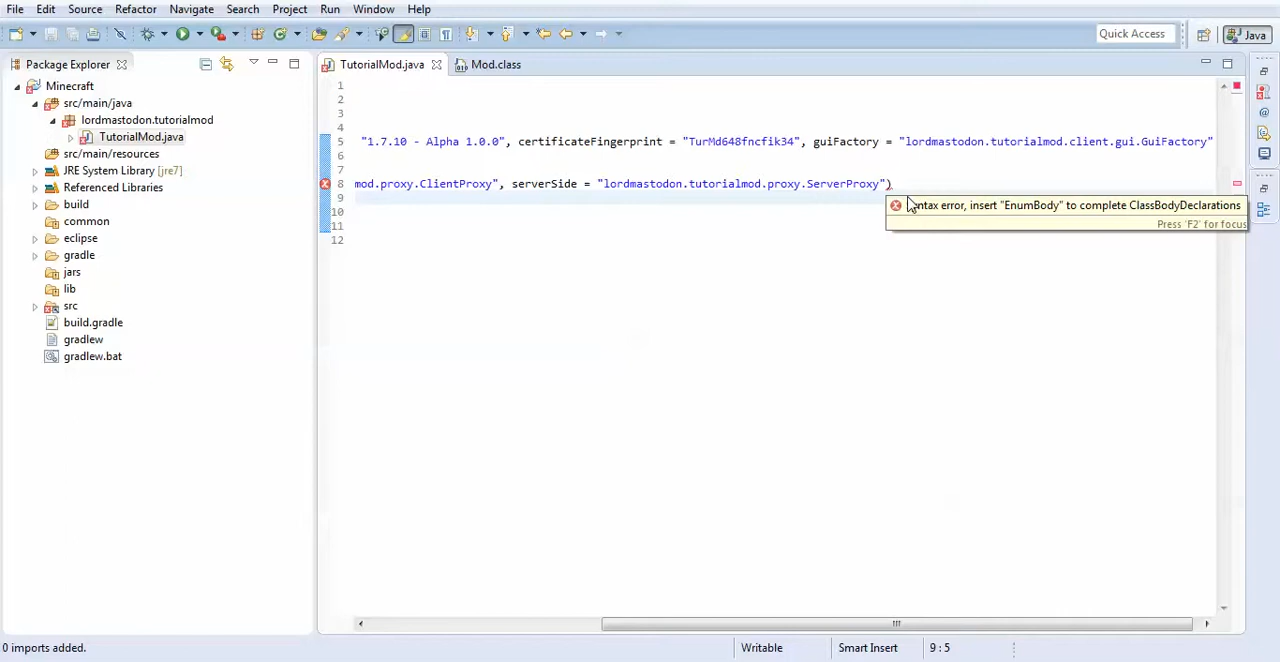 File Edit Source Refactor Navigate Search Project Run Window Help
Quick Access
Java
Package Explorer
TutorialMod.java
Mod.class
Minecraft
src/main/java
lordmastodon.tutorialmod
TutorialMod.java
src/main/resources
JRE System Library [jre7]
Referenced Libraries
build
common
eclipse
gradle
jars
lib
src
build.gradle
gradlew
gradlew.bat
1
2
3
4
5 "1.7.10 - Alpha 1.0.0", certificateFingerprint = "TurMd648fncfik34", guiFactory = "lordmastodon.tutorialmod.client.gui.GuiFactory"
6
7
8 mod.proxy.ClientProxy", serverSide = "lordmastodon.tutorialmod.proxy.ServerProxy")
9
10
11
12
error, insert "EnumBody" to complete ClassBodyDeclarations
Press 'F2' for focus
0 imports added.
Writable
Smart Insert
9 : 5